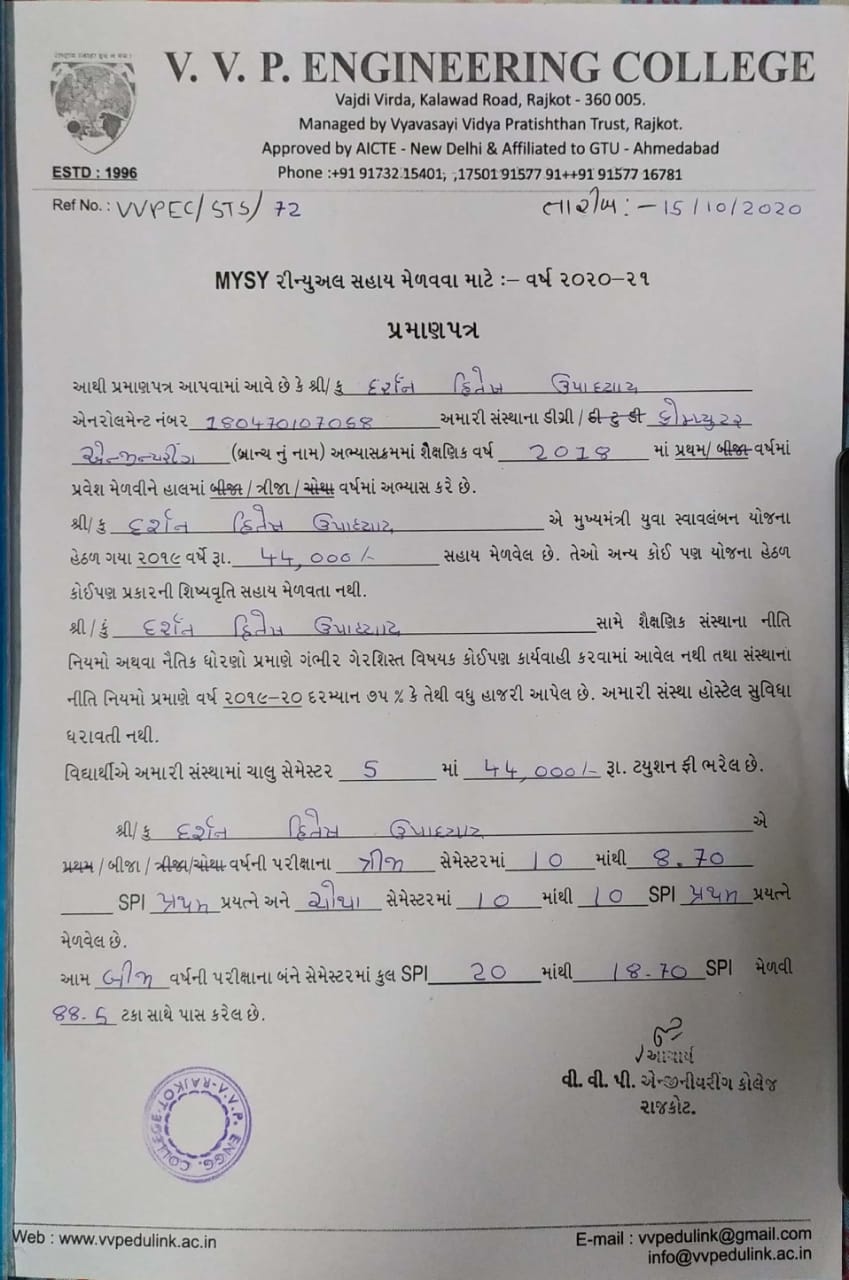 V. V. P. ENGINEERING COLLEGE
Vajdi Virda, Kalawad Road, Rajkot - 360 005.
Managed by Vyavasayi Vidya Pratishthan Trust, Rajkot.
Approved by AICTE - New Delhi & Affiliated to GTU - Ahmedabad
ESTD : 1996
Phone :+91 91732 15401, ,17501 91577 91++91 91577 16781
Ref No. : VVPEC/STS/72
તારીખ :- 15/10/2020
MYSY રીન્યુઅલ સહાય મેળવવા માટે :– વર્ષ ૨૦૨૦–૨૧
પ્રમાણપત્ર
આથી પ્રમાણપત્ર આપવામાં આવે છે કે શ્રી/ કુ દર્શન હિતેષ ઉપાધ્યાય
એનરોલમેન્ટ નંબર 180470107068 અમારી સંસ્થાના ડીગ્રી / ડી ટુ ડી કોમ્પ્યુટર
એન્જીન્યરીંગ (બ્રાન્ચ નું નામ) અભ્યાસક્રમમાં શૈક્ષણિક વર્ષ 2018 માં પ્રથમ/ બીજા વર્ષમાં
પ્રવેશ મેળવીને હાલમાં બીજા / ત્રીજા / ચોથા વર્ષમાં અભ્યાસ કરે છે.
શ્રી/ કુ દર્શન હિતેષ ઉપાધ્યાય એ મુખ્યમંત્રી યુવા સ્વાવલંબન યોજના
હેઠળ ગયા ૨૦૧૯ વર્ષે રૂા. 44,000/- સહાય મેળવેલ છે. તેઓ અન્ય કોઈ પણ યોજના હેઠળ
કોઈપણ પ્રકારની શિષ્યવૃતિ સહાય મેળવતા નથી.
શ્રી/ કું દર્શન હિતેષ ઉપાધ્યાય સામે શૈક્ષણિક સંસ્થાના નીતિ
નિયમો અથવા નૈતિક ધોરણો પ્રમાણે ગંભીર ગેરશિસ્ત વિષયક કોઈપણ કાર્યવાહી કરવામાં આવેલ નથી તથા સંસ્થાના
નીતિ નિયમો પ્રમાણે વર્ષ ૨૦૧૯–૨૦ દરમ્યાન ૭૫ % કે તેથી વધુ હાજરી આપેલ છે. અમારી સંસ્થા હોસ્ટેલ સુવિધા
ધરાવતી નથી.
વિદ્યાર્થીએ અમારી સંસ્થામાં ચાલુ સેમેસ્ટર 5 માં 44,000/- રૂા. ટયુશન ફી ભરેલ છે.
શ્રી/ કુ દર્શન હિતેષ ઉપાધ્યાય એ
પ્રથમ / બીજા / ત્રીજા/ચોથા વર્ષની પરીક્ષાના ત્રીજા સેમેસ્ટરમાં 10 માંથી 8.70
SPI પ્રથમ પ્રયત્ને અને ચોથા સેમેસ્ટરમાં 10 માંથી 10 SPI પ્રથમ પ્રયત્ને
મેળવેલ છે.
આમ બીજા વર્ષની પરીક્ષાના બંને સેમેસ્ટરમાં કુલ SPI 20 માંથી 18.70 SPI મેળવી
88.5 ટકા સાથે પાસ કરેલ છે.
આચાર્ય
વી. વી. પી. એન્જીનીયરીંગ કોલેજ
રાજકોટ.
V.V.P. ENGG. COLLEGE RAJKOT
Web : www.vvpedulink.ac.in
E-mail : vvpedulink@gmail.com
info@vvpedulink.ac.in